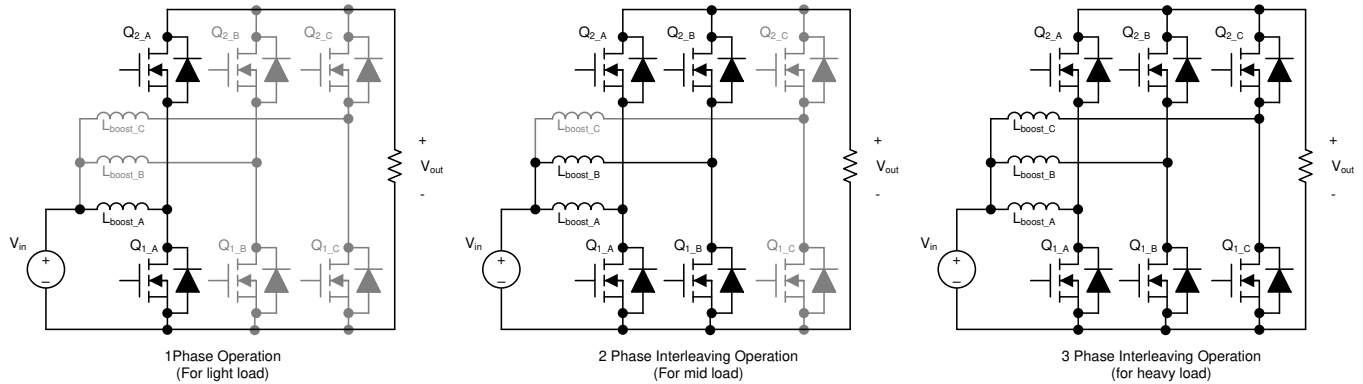 Q2_A
Q2_B
Q2_C
Lboost_C
Lboost_B
Lboost_A
+
Vout
-
Vin
+
−
Q1_A
Q1_B
Q1_C
1Phase Operation
(For light load)
Q2_A
Q2_B
Q2_C
Lboost_C
Lboost_B
Lboost_A
+
Vout
-
Vin
+
−
Q1_A
Q1_B
Q1_C
2 Phase Interleaving Operation
(For mid load)
Q2_A
Q2_B
Q2_C
Lboost_C
Lboost_B
Lboost_A
+
Vout
-
Vin
+
−
Q1_A
Q1_B
Q1_C
3 Phase Interleaving Operation
(for heavy load)